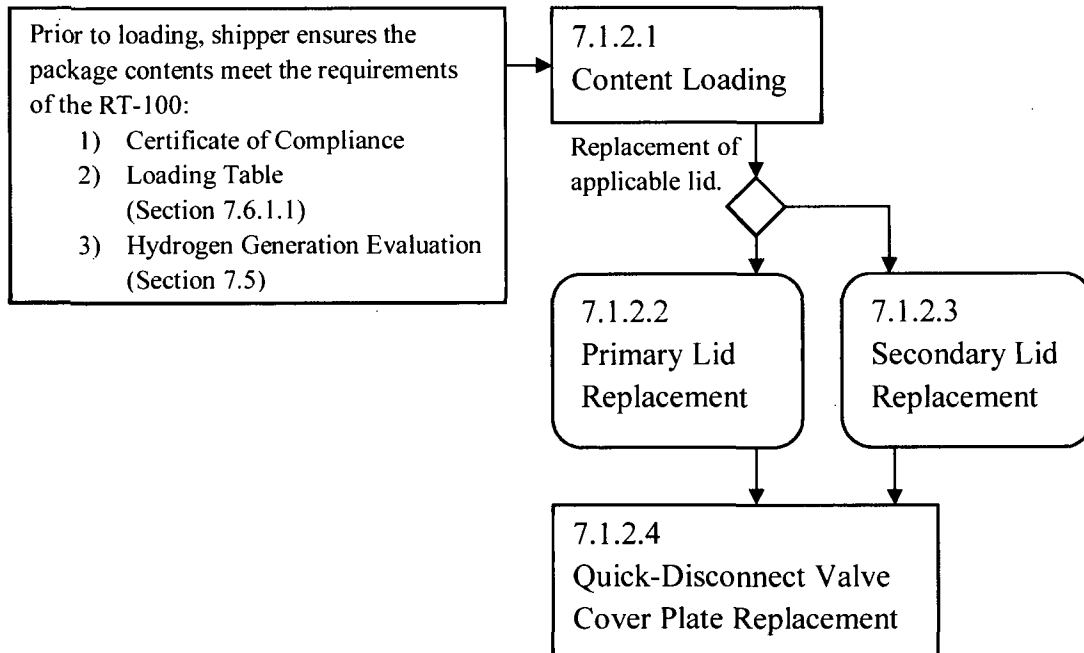 Prior to loading, shipper ensures the
package contents meet the requirements
of the RT-100:
1) Certificate of Compliance
2) Loading Table
(Section 7.6.1.1)
3) Hydrogen Generation Evaluation
(Section 7.5)
7.1.2.1
Content Loading
Replacement of
applicable lid.
7.1.2.2
Primary Lid
Replacement
7.1.2.3
Secondary Lid
Replacement
7.1.2.4
Quick-Disconnect Valve
Cover Plate Replacement